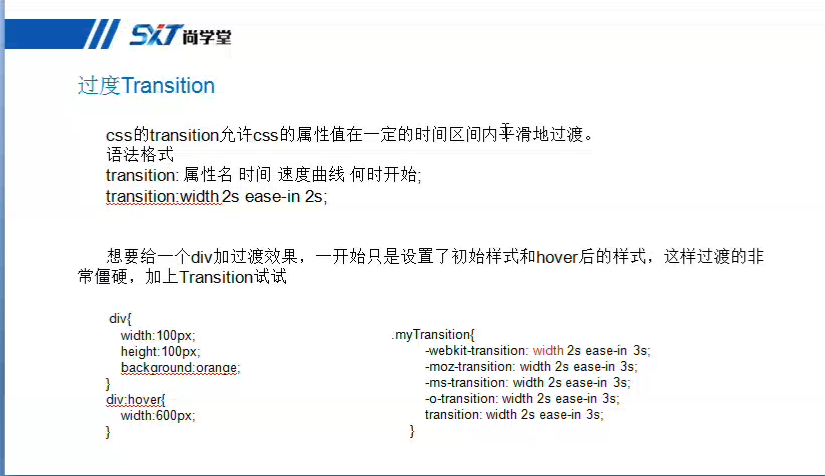 SXT尚学堂
过度Transition
css的transition允许css的属性值在一定的时间区间内平滑地过渡。
语法格式
transition: 属性名 时间 速度曲线 何时开始;
transition:width 2s ease-in 2s;
想要给一个div加过渡效果，一开始只是设置了初始样式和hover后的样式，这样过渡的非
常僵硬，加上Transition试试
div{
width:100px;
height:100px;
background:orange;
}
div:hover{
width:600px;
}
.myTransition{
-webkit-transition: width 2s ease-in 3s;
-moz-transition: width 2s ease-in 3s;
-ms-transition: width 2s ease-in 3s;
-o-transition: width 2s ease-in 3s;
transition: width 2s ease-in 3s;
}